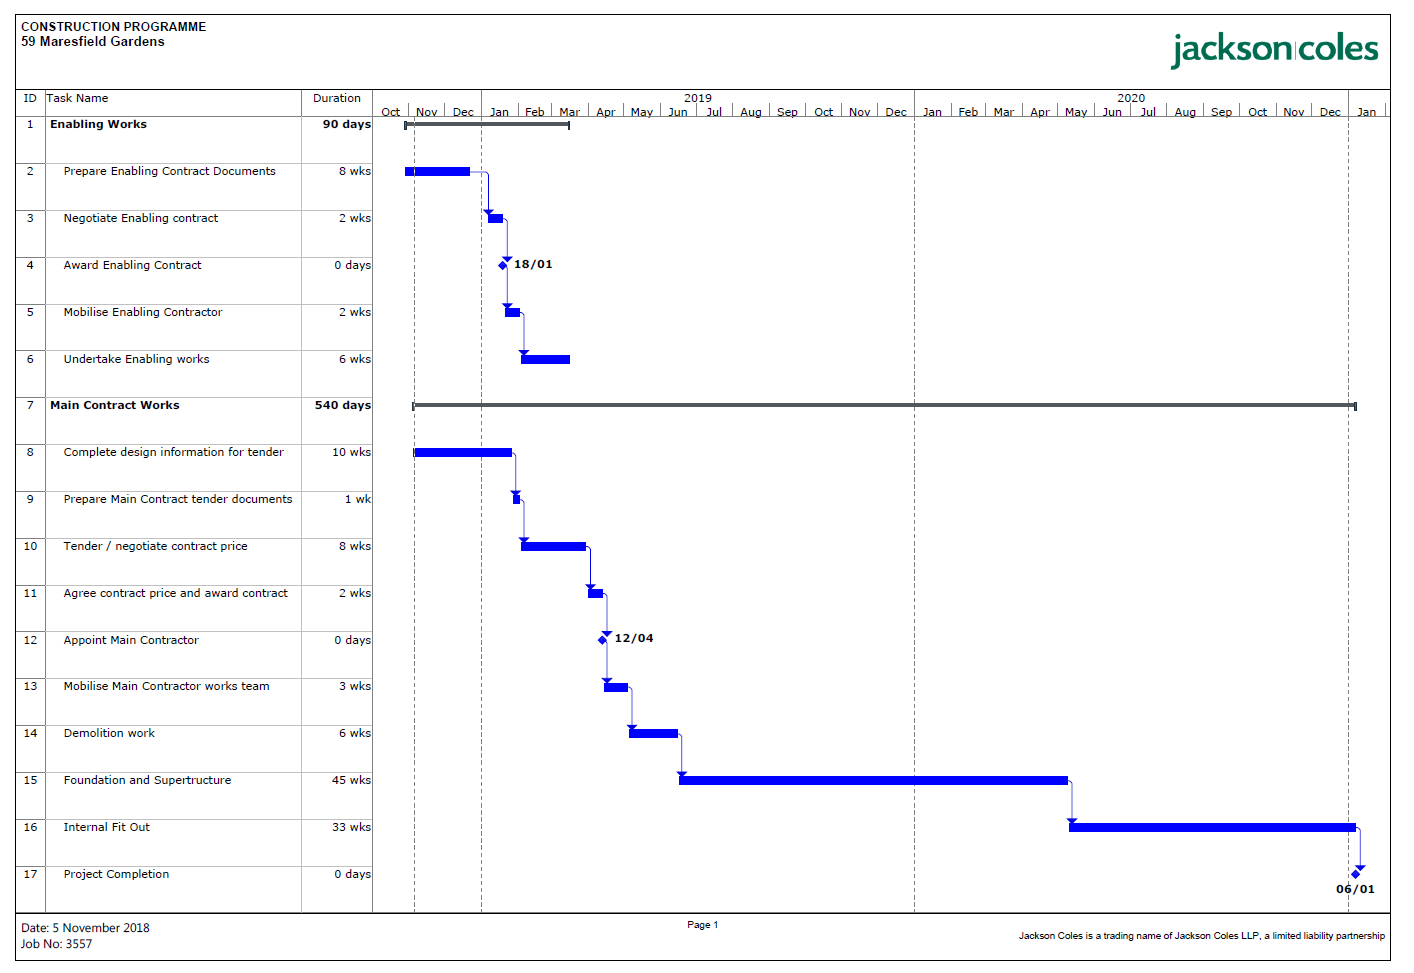 CONSTRUCTION PROGRAMME
59 Maresfield Gardens
jackson coles
ID Task Name Duration 2019 2020
Oct Nov Dec Jan Feb Mar Apr May Jun Jul Aug Sep Oct Nov Dec Jan Feb Mar Apr May Jun Jul Aug Sep Oct Nov Dec Jan
1 Enabling Works 90 days
2 Prepare Enabling Contract Documents 8 wks
3 Negotiate Enabling contract 2 wks
4 Award Enabling Contract 0 days 18/01
5 Mobilise Enabling Contractor 2 wks
6 Undertake Enabling works 6 wks
7 Main Contract Works 540 days
8 Complete design information for tender 10 wks
9 Prepare Main Contract tender documents 1 wk
10 Tender / negotiate contract price 8 wks
11 Agree contract price and award contract 2 wks
12 Appoint Main Contractor 0 days 12/04
13 Mobilise Main Contractor works team 3 wks
14 Demolition work 6 wks
15 Foundation and Supertructure 45 wks
16 Internal Fit Out 33 wks
17 Project Completion 0 days
06/01
Date: 5 November 2018
Job No: 3557
Page 1
Jackson Coles is a trading name of Jackson Coles LLP, a limited liability partnership